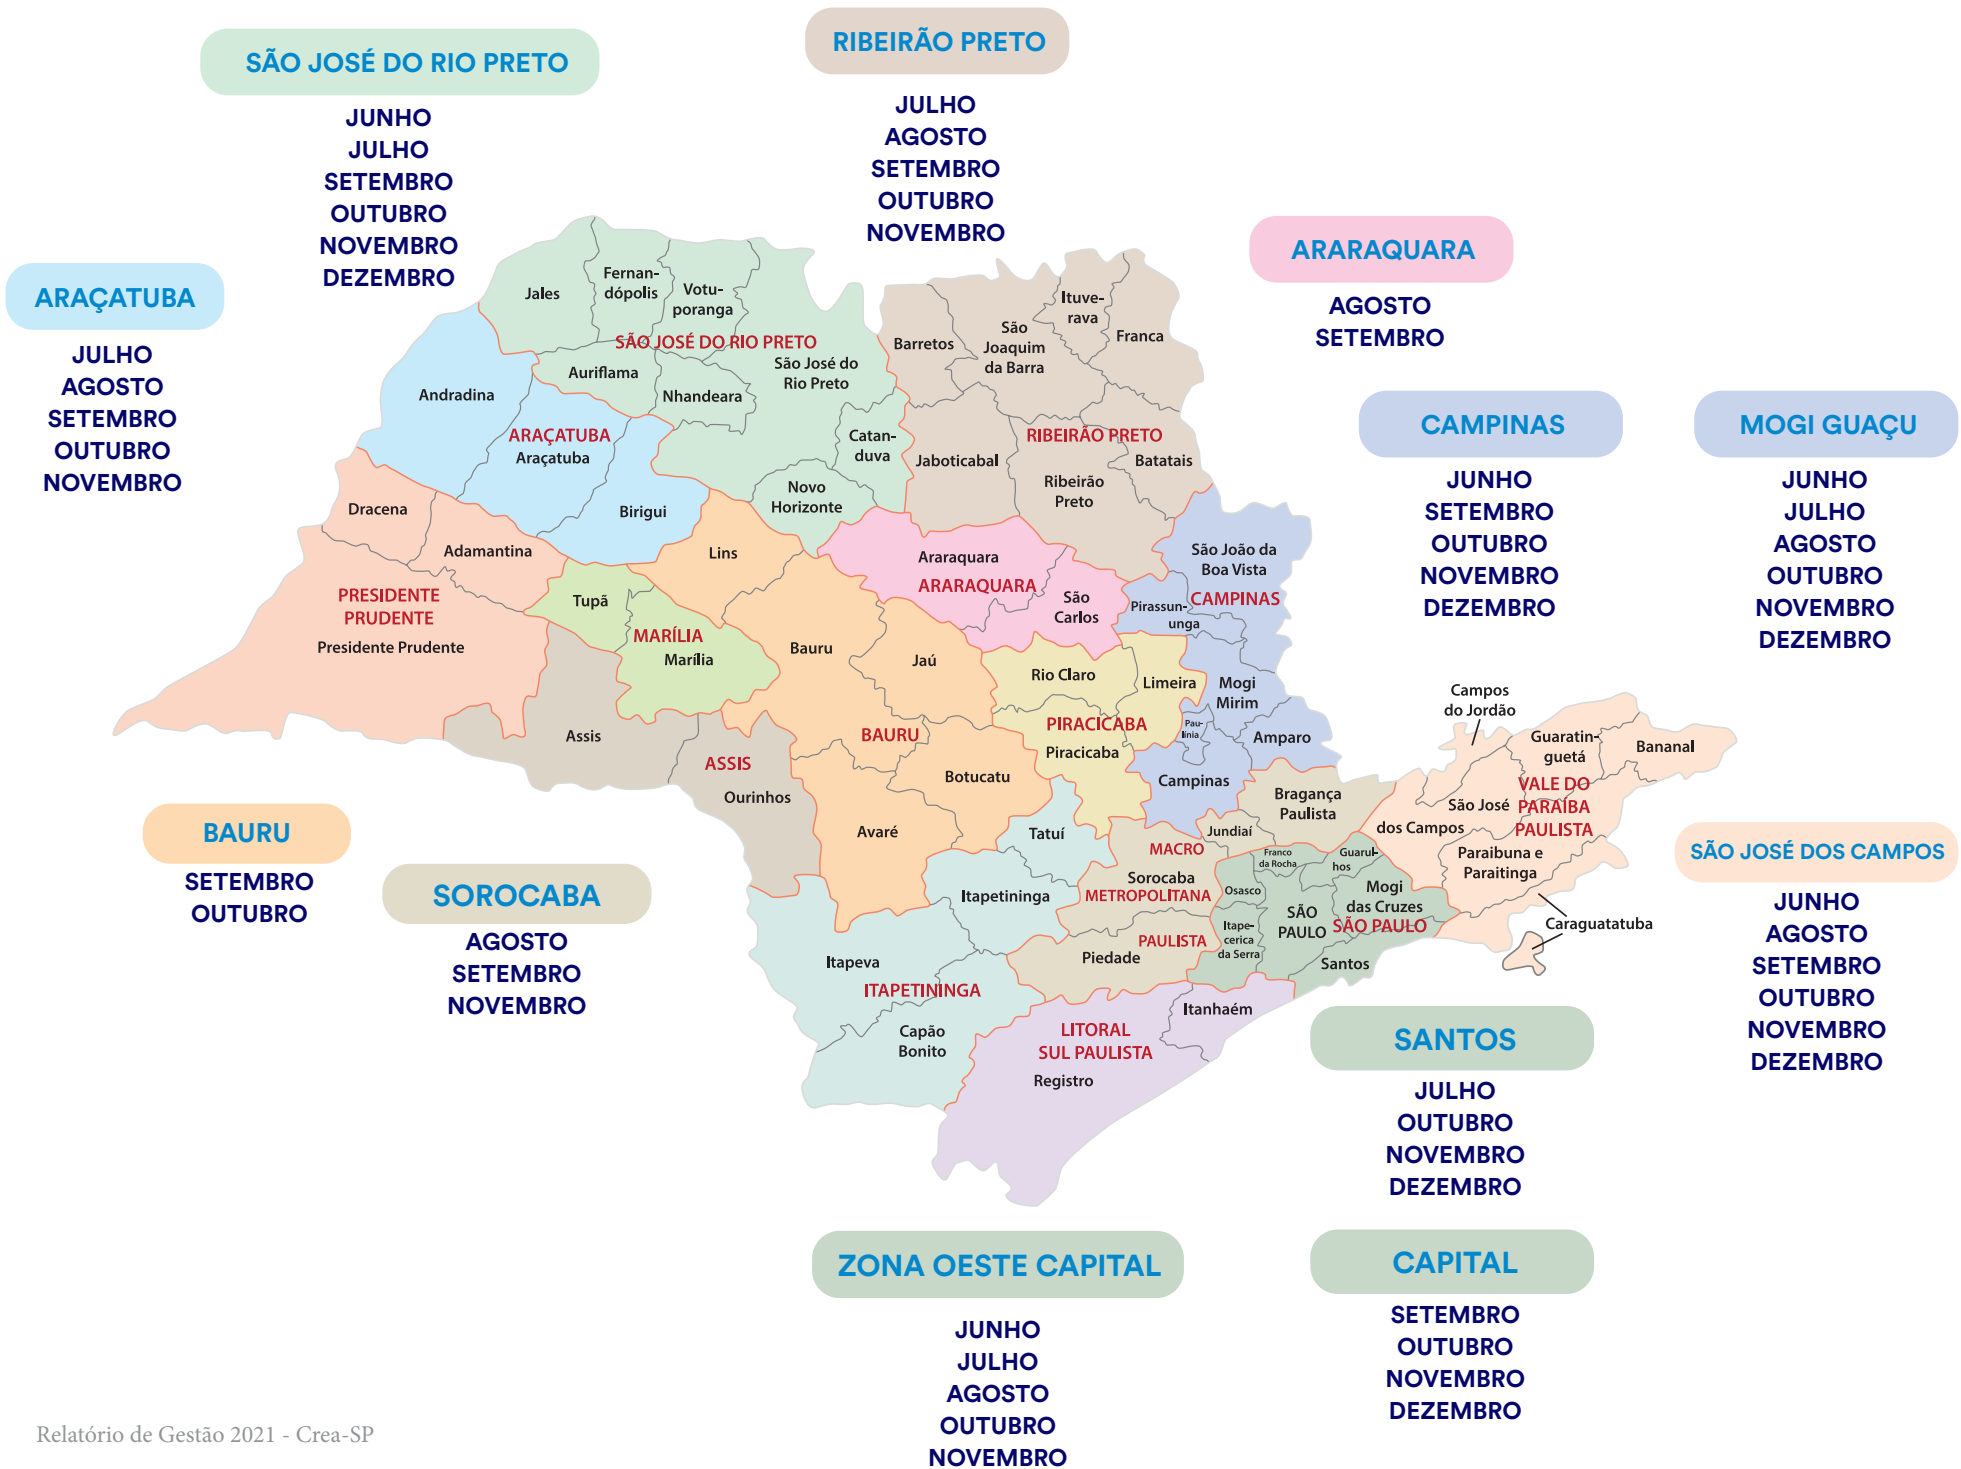 SÃO JOSÉ DO RIO PRETO
JUNHO
JULHO
SETEMBRO
OUTUBRO
NOVEMBRO
DEZEMBRO
RIBEIRÃO PRETO
JULHO
AGOSTO
SETEMBRO
OUTUBRO
NOVEMBRO
ARARAQUARA
AGOSTO
SETEMBRO
ARAÇATUBA
JULHO
AGOSTO
SETEMBRO
OUTUBRO
NOVEMBRO
CAMPINAS
JUNHO
SETEMBRO
OUTUBRO
NOVEMBRO
DEZEMBRO
MOGI GUAÇU
JUNHO
JULHO
AGOSTO
OUTUBRO
NOVEMBRO
DEZEMBRO
Jales
Fernan-
dópolis
Votu-
poranga
SÃO JOSÉ DO RIO PRETO
São José do
Rio Preto
Auriflama
Nhandeara
Catan-
duva
Novo
Horizonte
Barretos
São
Joaquim
da Barra
Ituve-
rava
Franca
RIBEIRÃO PRETO
Jaboticabal
Batatais
Ribeirão
Preto
Andradina
ARAÇATUBA
Araçatuba
Birigui
Dracena
Adamantina
PRESIDENTE
PRUDENTE
Presidente Prudente
Tupã
MARÍLIA
Marília
Lins
Bauru
Jaú
BAURU
Botucatu
Avaré
Araraquara
ARARAQUARA
São
Carlos
São João da
Boa Vista
CAMPINAS
Pirassun-
unga
Mogi
Mirim
Pau-
línia
Amparo
Campinas
Rio Claro
Limeira
PIRACICABA
Piracicaba
Assis
ASSIS
Ourinhos
Tatuí
Itapetininga
Itapeva
ITAPETININGA
Capão
Bonito
Bragança
Paulista
Jundiaí
MACRO
Sorocaba
METROPOLITANA
PAULISTA
Piedade
Franco
da Rocha
Guarul-
hos
Osasco
Mogi
das Cruzes
SÃO
PAULO
SÃO PAULO
Itape-
cerica
da Serra
Santos
LITORAL
SUL PAULISTA
Registro
Itanhaém
Campos
do Jordão
Guaratin-
guetá
Bananal
VALE DO
PARAÍBA
PAULISTA
São José
dos Campos
Paraibuna e
Paraitinga
Caraguatatuba
BAURU
SETEMBRO
OUTUBRO
SOROCABA
AGOSTO
SETEMBRO
NOVEMBRO
SÃO JOSÉ DOS CAMPOS
JUNHO
AGOSTO
SETEMBRO
OUTUBRO
NOVEMBRO
DEZEMBRO
SANTOS
JULHO
OUTUBRO
NOVEMBRO
DEZEMBRO
ZONA OESTE CAPITAL
JUNHO
JULHO
AGOSTO
OUTUBRO
NOVEMBRO
CAPITAL
SETEMBRO
OUTUBRO
NOVEMBRO
DEZEMBRO
Relatório de Gestão 2021 - Crea-SP